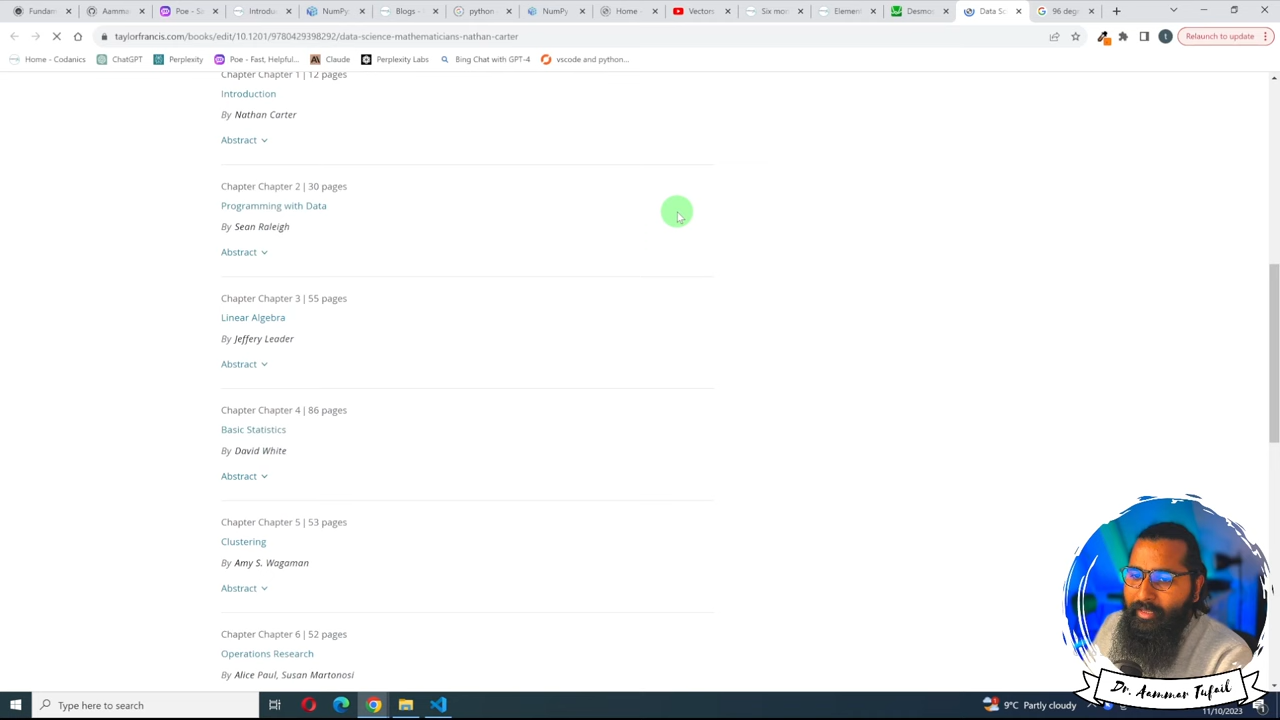 Fundam
Aamma
Poe - S
Introdu
NumPy
Blogs -
python
NumPy
Home -
Vectors
Six mo
Elemen
Desmo
Data Sc
96 deg
taylorfrancis.com/books/edit/10.1201/9780429398292/data-science-mathematicians-nathan-carter
Relaunch to update
Home - Codanics
ChatGPT
Perplexity
Poe - Fast, Helpful...
Claude
Perplexity Labs
Bing Chat with GPT-4
vscode and python...
Chapter Chapter 1 | 12 pages
Introduction
By Nathan Carter
Abstract
Chapter Chapter 2 | 30 pages
Programming with Data
By Sean Raleigh
Abstract
Chapter Chapter 3 | 55 pages
Linear Algebra
By Jeffery Leader
Abstract
Chapter Chapter 4 | 86 pages
Basic Statistics
By David White
Abstract
Chapter Chapter 5 | 53 pages
Clustering
By Amy S. Wagaman
Abstract
Chapter Chapter 6 | 52 pages
Operations Research
By Alice Paul, Susan Martonosi
Dr. Aammar Tufail
Type here to search
9°C Partly cloudy
11/10/2023